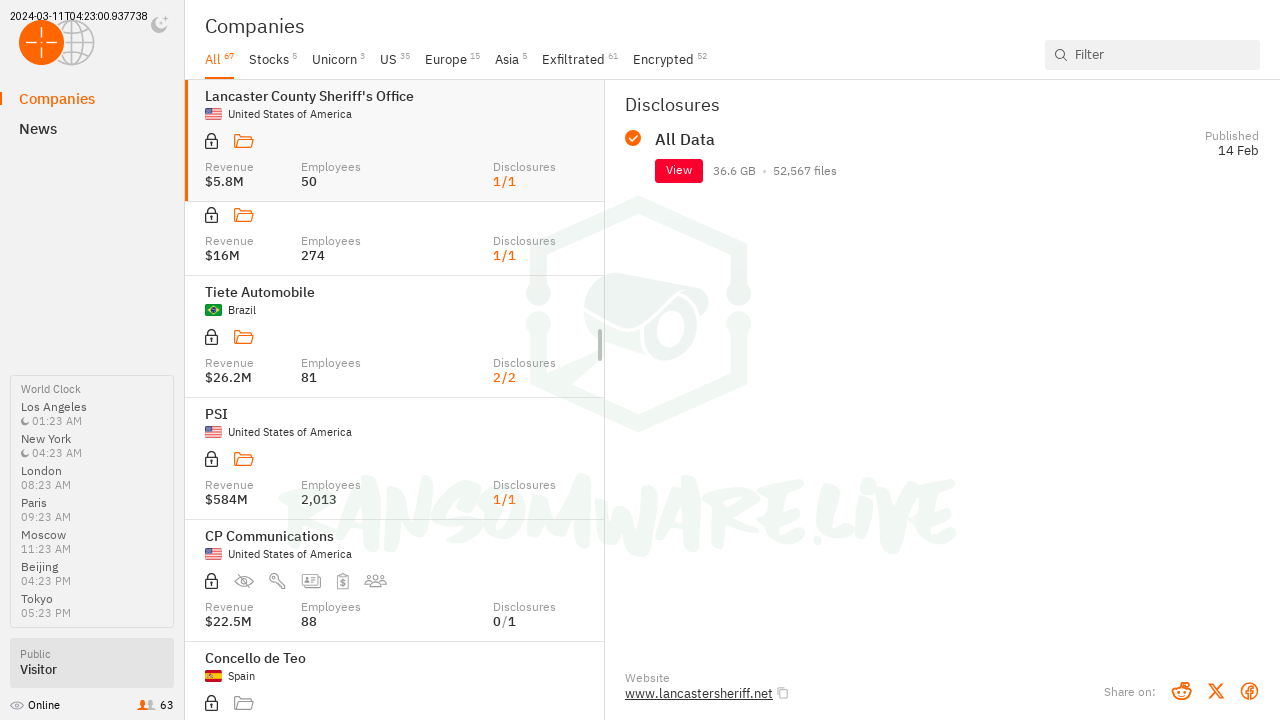 2024-03-11T04:23:00.937738
Companies
News
World Clock
Los Angeles
01:23 AM
New York
04:23 AM
London
08:23 AM
Paris
09:23 AM
Moscow
11:23 AM
Beijing
04:23 PM
Tokyo
05:23 PM
Public
Visitor
Online 63
Companies
All 67 Stocks 5 Unicorn 3 US 35 Europe 15 Asia 5 Exfiltrated 61 Encrypted 52
Filter
Lancaster County Sheriff's Office
United States of America
Revenue Employees Disclosures
$5.8M 50 1/1
Revenue Employees Disclosures
$16M 274 1/1
Tiete Automobile
Brazil
Revenue Employees Disclosures
$26.2M 81 2/2
PSI
United States of America
Revenue Employees Disclosures
$584M 2,013 1/1
CP Communications
United States of America
Revenue Employees Disclosures
$22.5M 88 0/1
Concello de Teo
Spain
Disclosures
All Data
Published
14 Feb
View 36.6 GB • 52,567 files
RANSOMWARE.LIVE
Website
www.lancastersheriff.net
Share on: